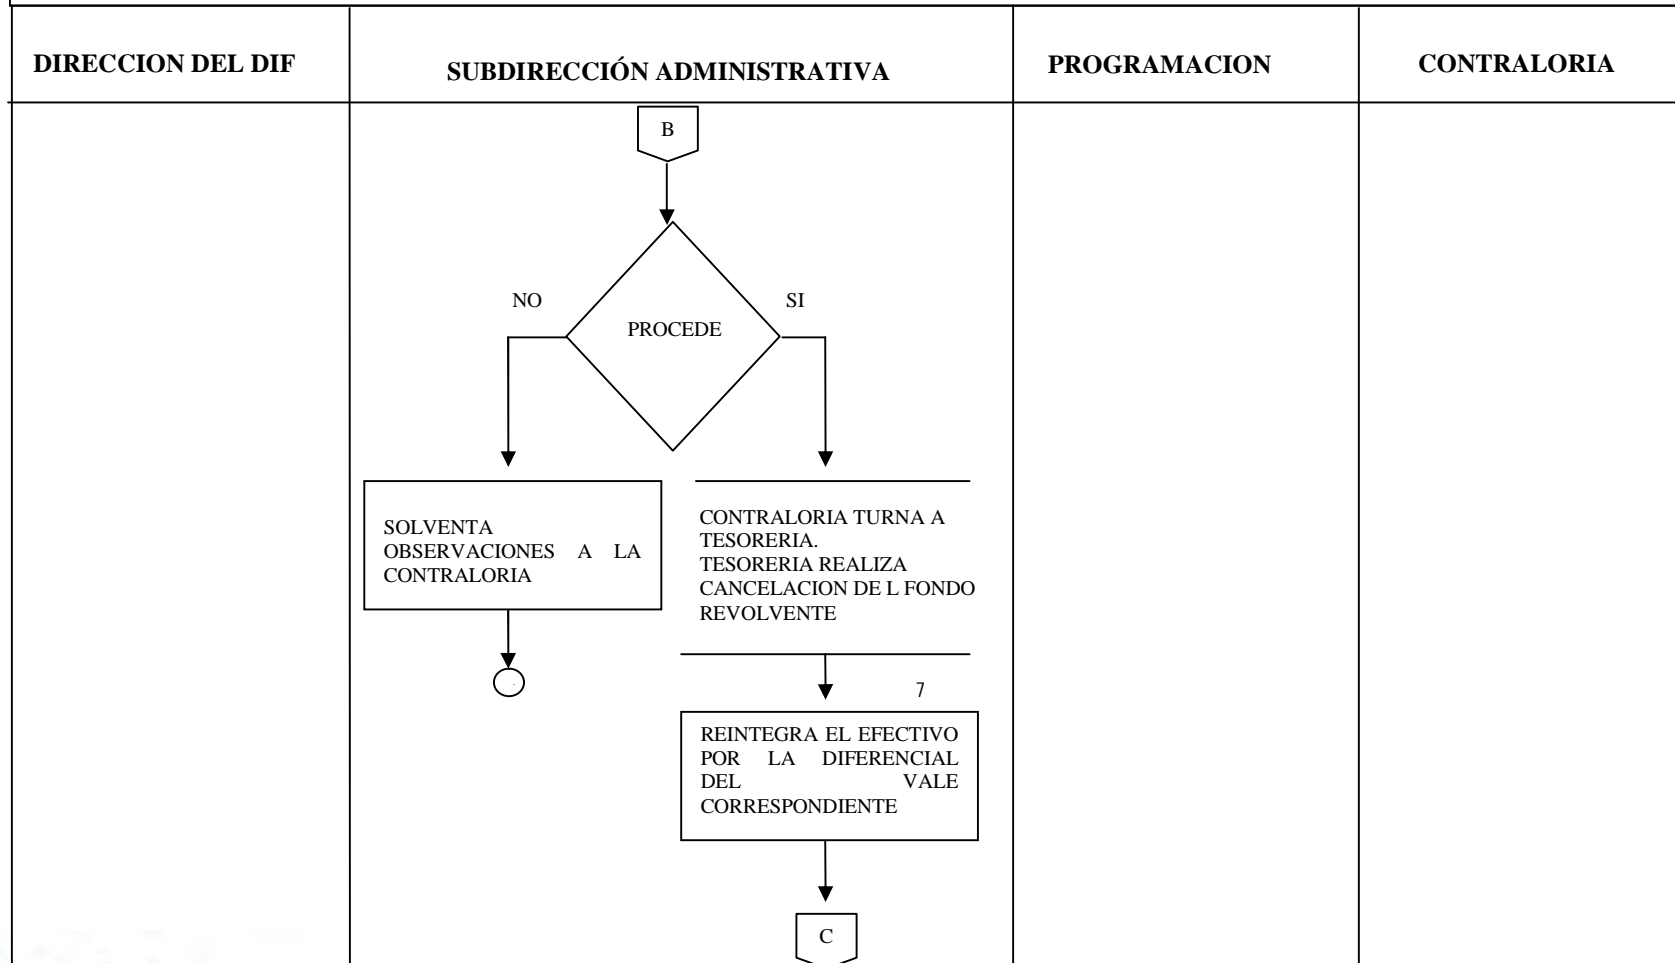 DIRECCION DEL DIF
SUBDIRECCIÓN ADMINISTRATIVA
PROGRAMACION
CONTRALORIA
B
NO
SI
PROCEDE
SOLVENTA
OBSERVACIONES A LA
CONTRALORIA
CONTRALORIA TURNA A
TESORERIA.
TESORERIA REALIZA
CANCELACION DE L FONDO
REVOLVENTE
7
REINTEGRA EL EFECTIVO
POR LA DIFERENCIAL
DEL VALE
CORRESPONDIENTE
C